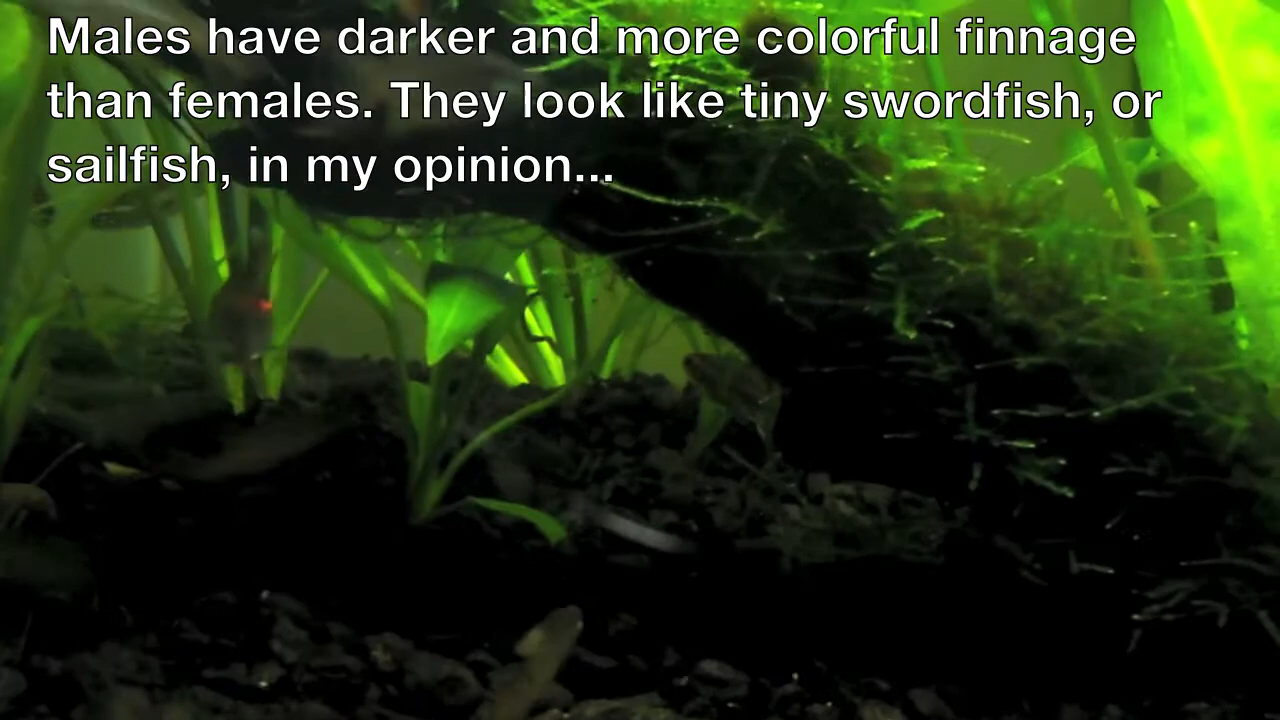 Males have darker and more colorful finnage
than females. They look like tiny swordfish, or
sailfish, in my opinion...